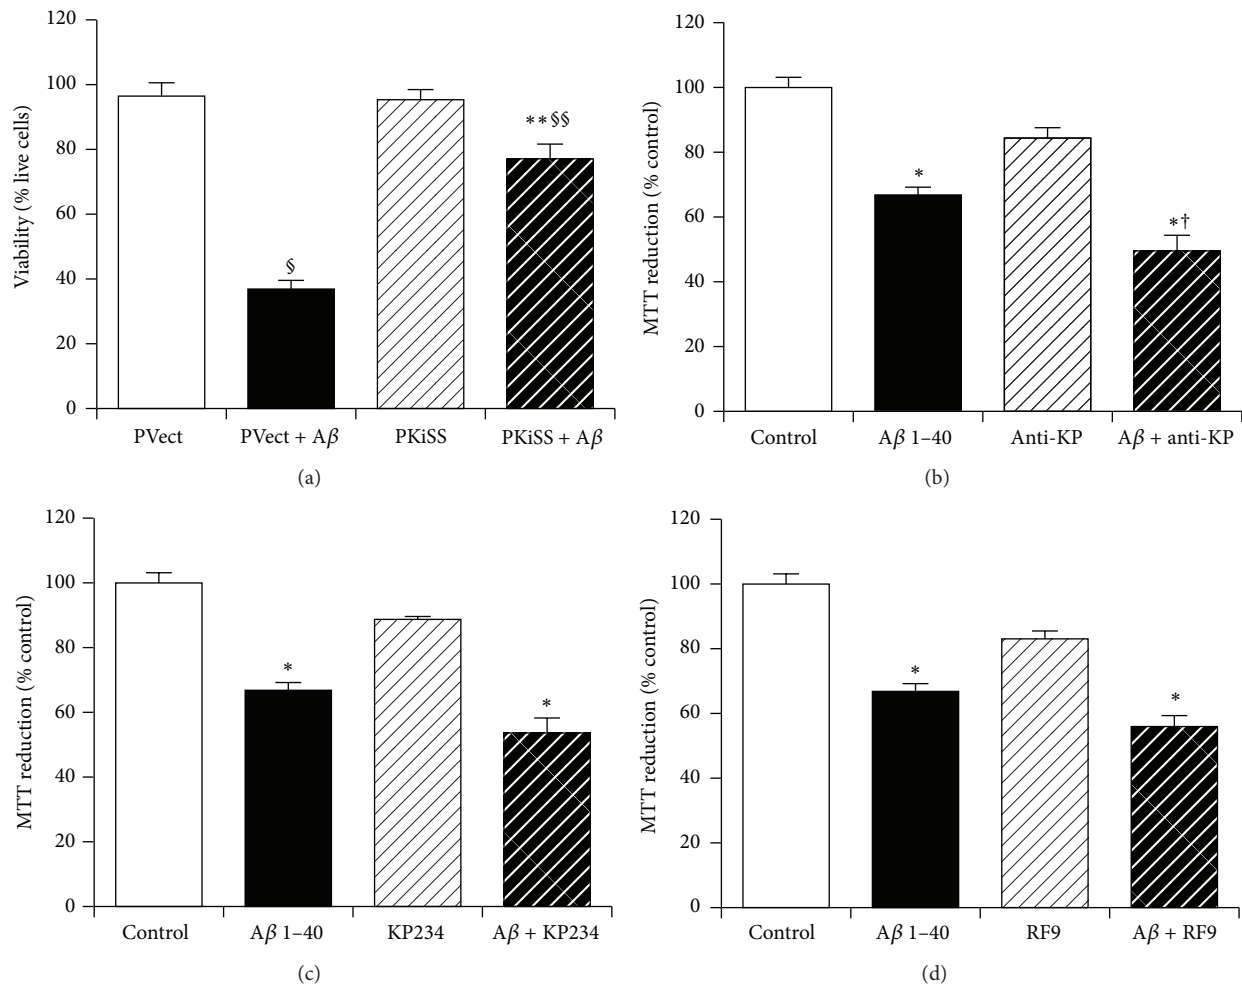 120
100
80
60
40
20
0
Viability (% live cells)
§
**§§
PVect
PVect + Aβ
PKiSS
PKiSS + Aβ
(a)
120
100
80
60
40
20
0
MTT reduction (% control)
*
*†
Control
Aβ 1–40
Anti-KP
Aβ + anti-KP
(b)
120
100
80
60
40
20
0
MTT reduction (% control)
*
*
Control
Aβ 1–40
KP234
Aβ + KP234
(c)
120
100
80
60
40
20
0
MTT reduction (% control)
*
*
Control
Aβ 1–40
RF9
Aβ + RF9
(d)